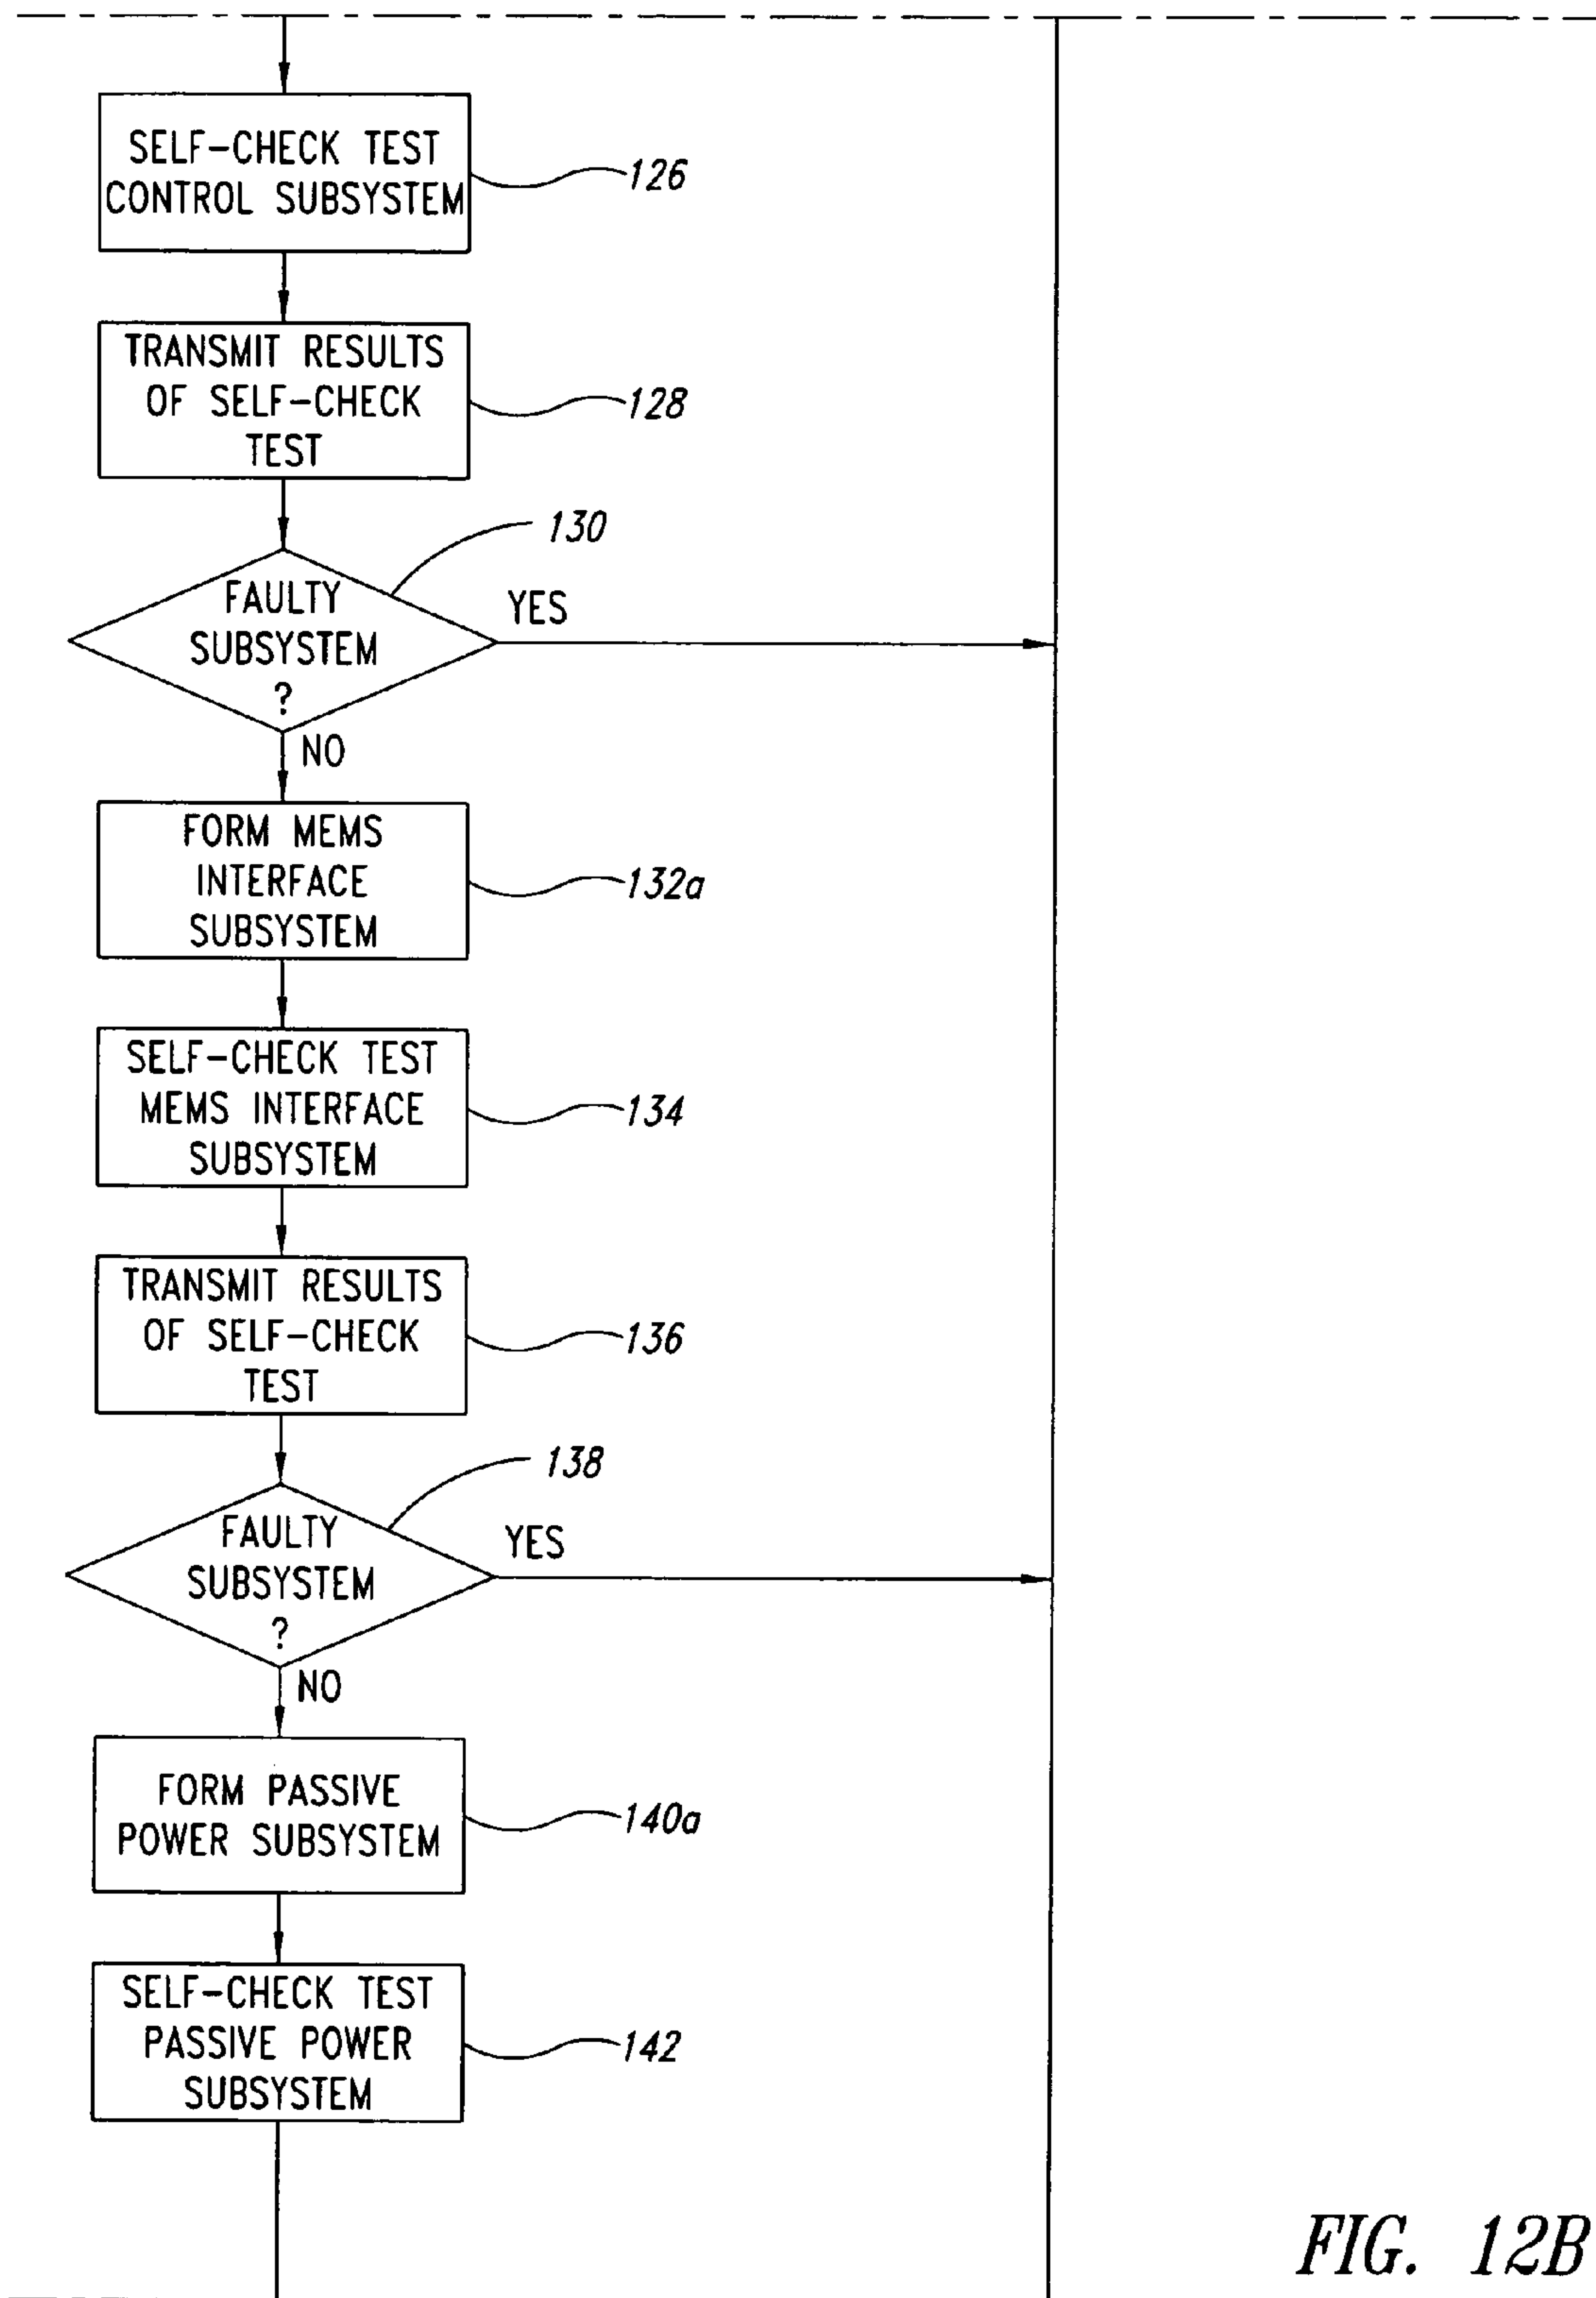 SELF-CHECK TEST
CONTROL SUBSYSTEM
126
TRANSMIT RESULTS
OF SELF-CHECK
TEST
128
130
FAULTY
SUBSYSTEM
?
YES
NO
FORM MEMS
INTERFACE
SUBSYSTEM
132a
SELF-CHECK TEST
MEMS INTERFACE
SUBSYSTEM
134
TRANSMIT RESULTS
OF SELF-CHECK
TEST
136
138
FAULTY
SUBSYSTEM
?
YES
NO
FORM PASSIVE
POWER SUBSYSTEM
140a
SELF-CHECK TEST
PASSIVE POWER
SUBSYSTEM
142
FIG. 12B